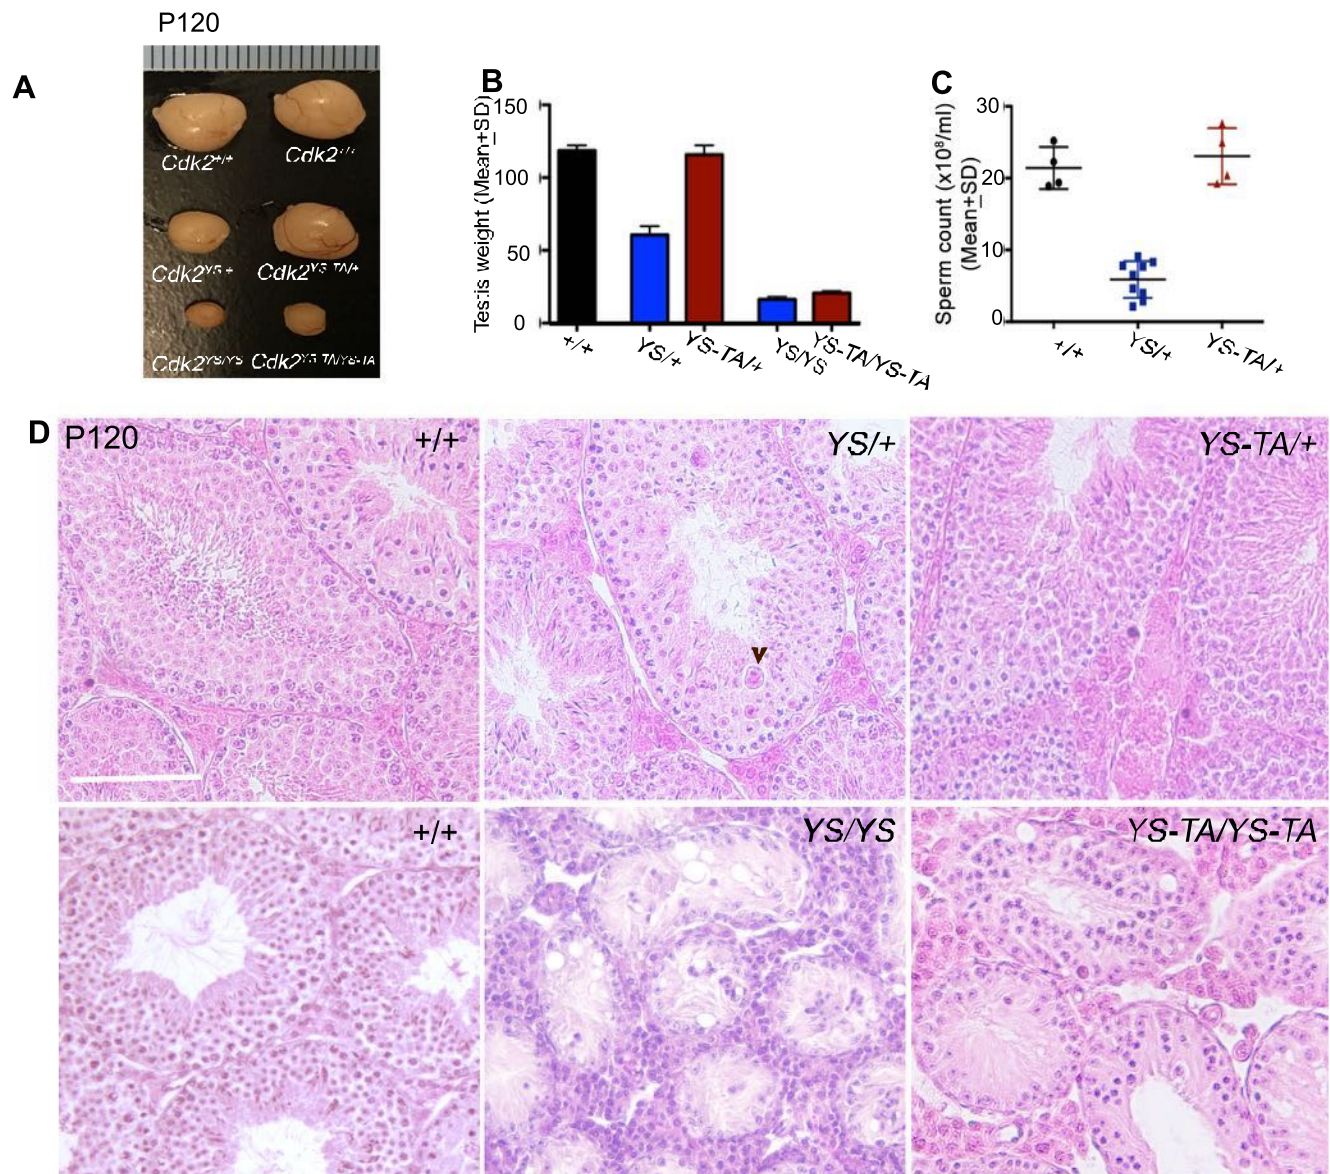 P120
A
Cdk2+/+
Cdk2+/+
Cdk2YS/+
Cdk2YS-TA/+
Cdk2YS/YS
Cdk2YS-TA/YS-TA
B
Testis weight (Mean±SD)
150
100
50
0
+/+
YS/+
YS-TA/+
YS/YS
YS-TA/YS-TA
C
Sperm count (x10⁸/ml)
(Mean±SD)
30
20
10
0
+/+
YS/+
YS-TA/+
D
P120
+/+
YS/+
YS-TA/+
+/+
YS/YS
YS-TA/YS-TA